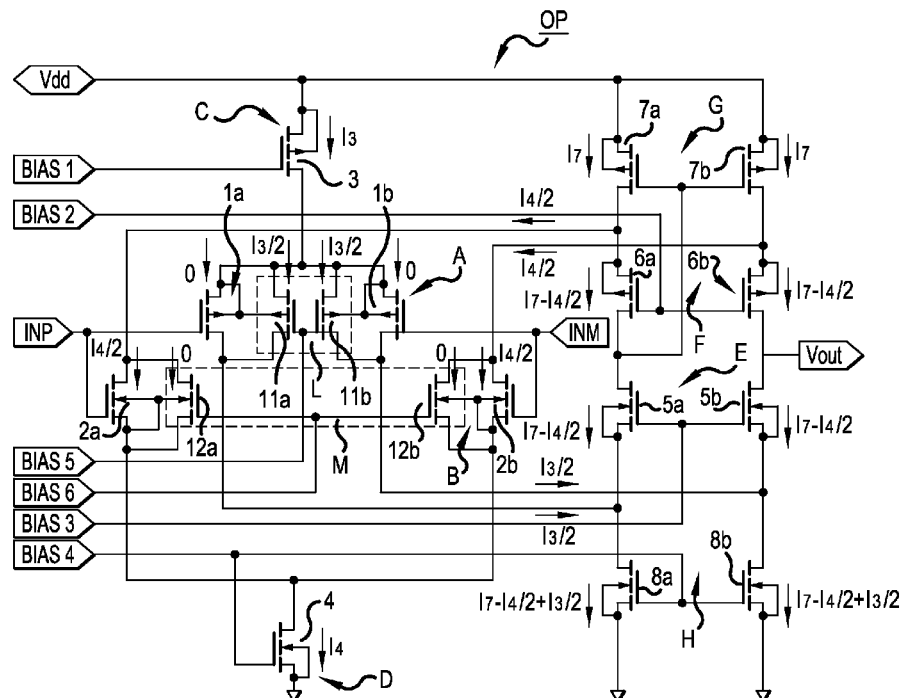 OP
Vdd
C
I3
7a
G
I7
7b
I7
BIAS 1
3
BIAS 2
1a
1b
I4/2
I3/2
I3/2
I4/2
0
0
A
6a
6b
I7-I4/2
I7-I4/2
F
INP
INM
I4/2
0
11a
L
11b
0
I4/2
Vout
E
5a
5b
2a
12a
M
12b
B
2b
I7-I4/2
I7-I4/2
BIAS 5
BIAS 6
I3/2
BIAS 3
I3/2
BIAS 4
8b
8a
4
I7-I4/2+I3/2
I7-I4/2+I3/2
I4
H
D